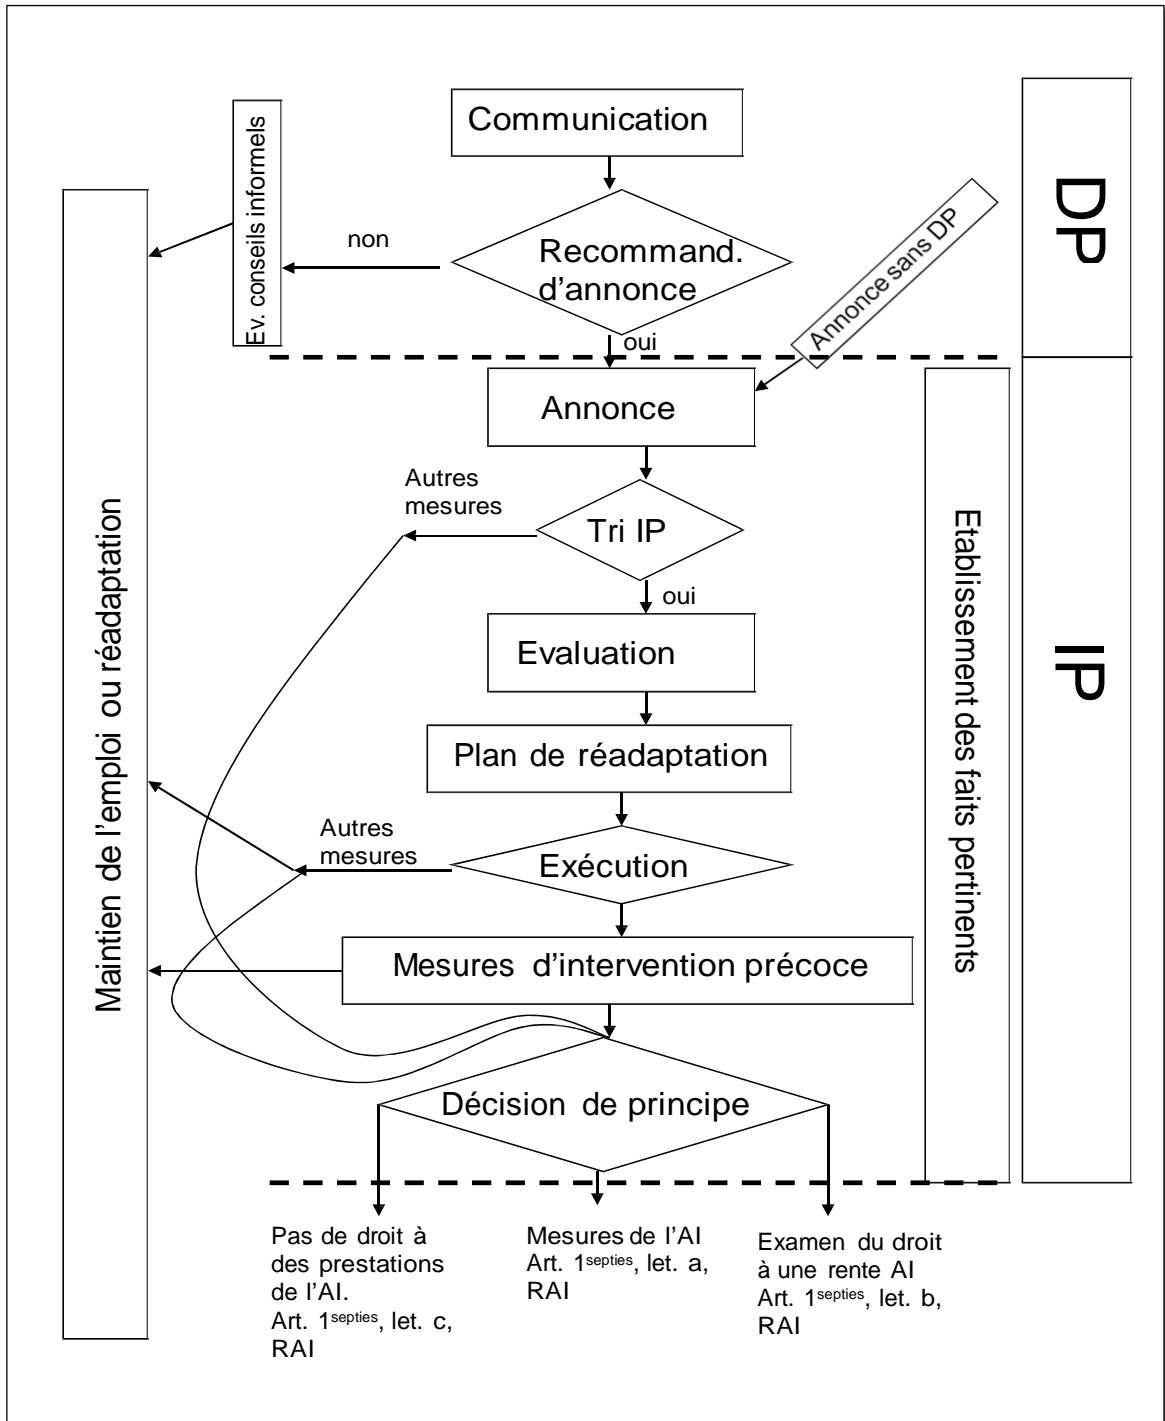 Communication
DP
Ev. conseils informels
non
Recommand.
d'annonce
Annonce sans DP
oui
Annonce
Autres
mesures
Tri IP
oui
Evaluation
IP
Etablissement des faits pertinents
Maintien de l'emploi ou réadaptation
Plan de réadaptation
Autres
mesures
Exécution
Mesures d'intervention précoce
Décision de principe
Pas de droit à
des prestations
de l'AI.
Art. 1septies, let. c,
RAI
Mesures de l'AI
Art. 1septies, let. a,
RAI
Examen du droit
à une rente AI
Art. 1septies, let. b,
RAI